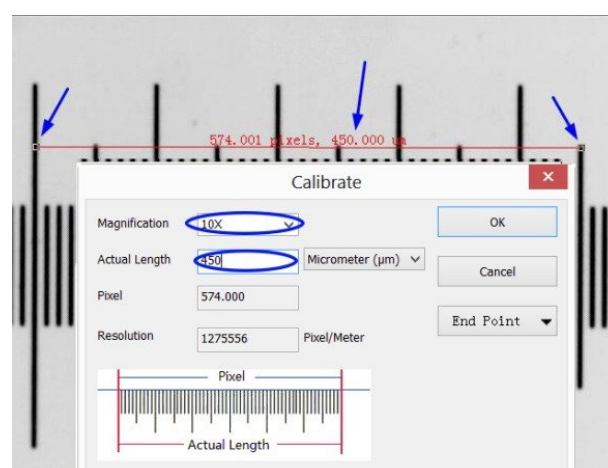 574.001 pixels, 450.000 um
Calibrate
Magnification 10X OK
Actual Length 450 Micrometer (µm) Cancel
Pixel 574.000
End Point
Resolution 1275556 Pixel/Meter
Pixel
Actual Length